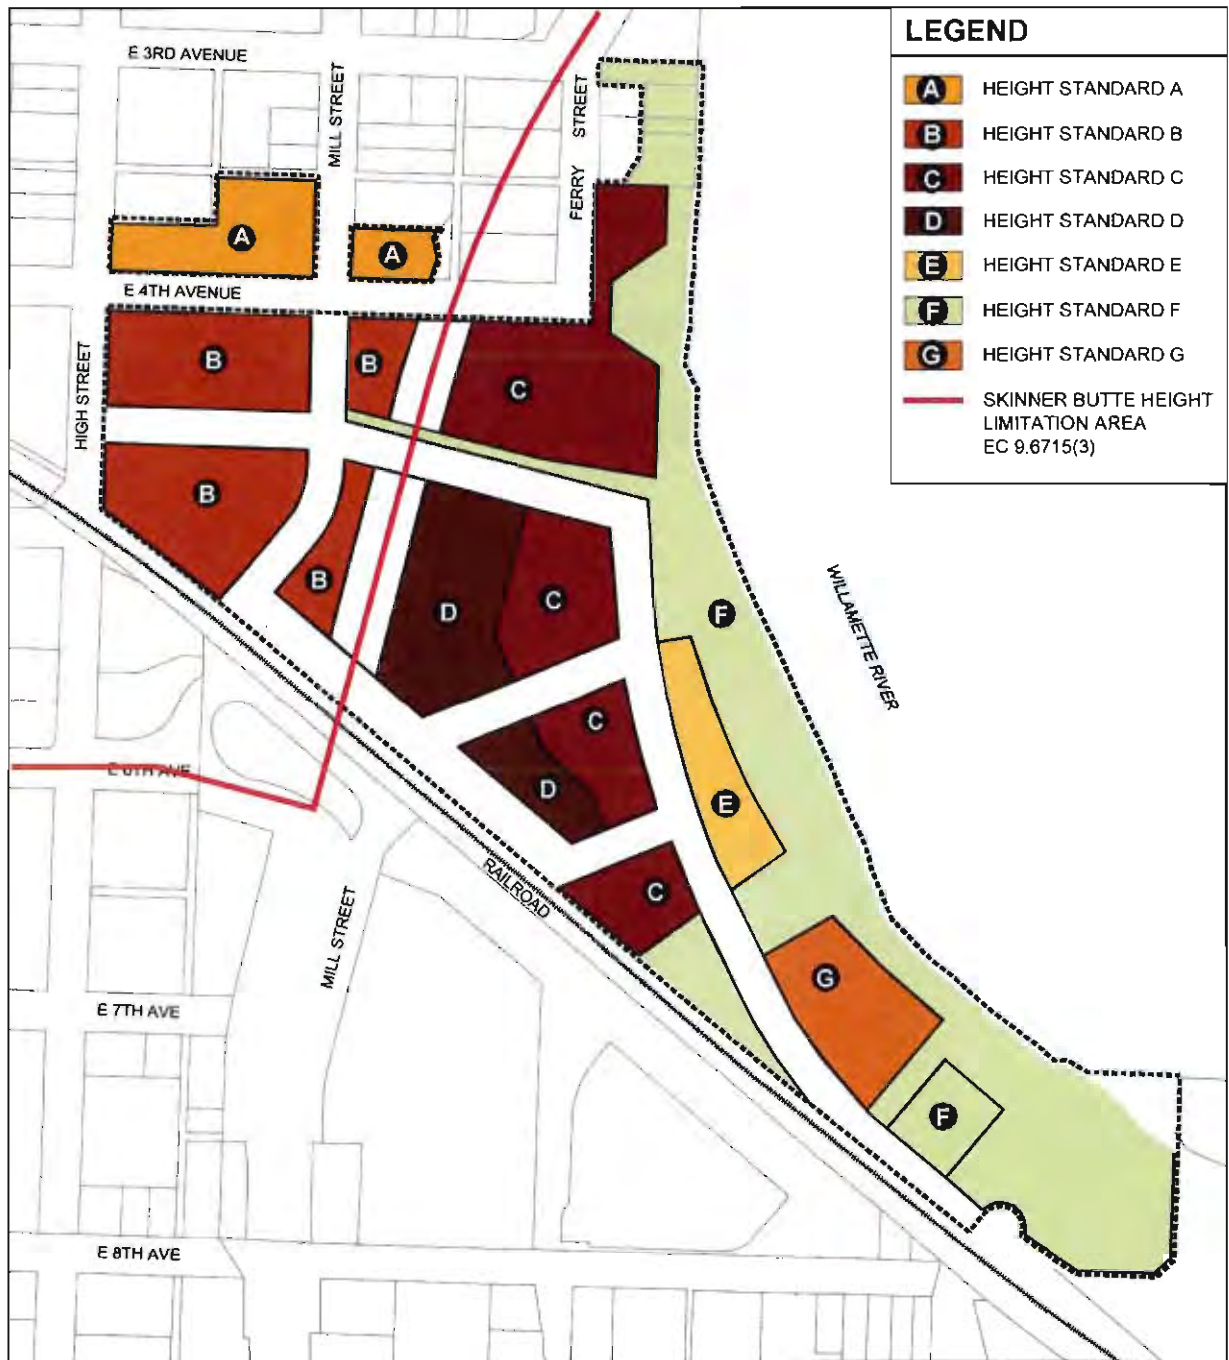 LEGEND
A HEIGHT STANDARD A
B HEIGHT STANDARD B
C HEIGHT STANDARD C
D HEIGHT STANDARD D
E HEIGHT STANDARD E
F HEIGHT STANDARD F
G HEIGHT STANDARD G
SKINNER BUTTE HEIGHT
LIMITATION AREA
EC 9.6715(3)
E 3RD AVENUE
MILL STREET
FERRY STREET
A
A
E 4TH AVENUE
HIGH STREET
B
B
C
B
B
D
C
F
WILLAMETTE RIVER
C
D
E
E 6TH AVE
C
RAILROAD
MILL STREET
G
E 7TH AVE
F
E 8TH AVE